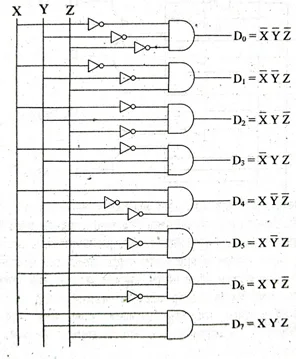 X Y Z
D₀ = X̅ Y̅ Z̅
D₁ = X̅ Y̅ Z
D₂ = X̅ Y Z̅
D₃ = X̅ Y Z
D₄ = X Y̅ Z̅
D₅ = X Y̅ Z
D₆ = X Y Z̅
D₇ = X Y Z